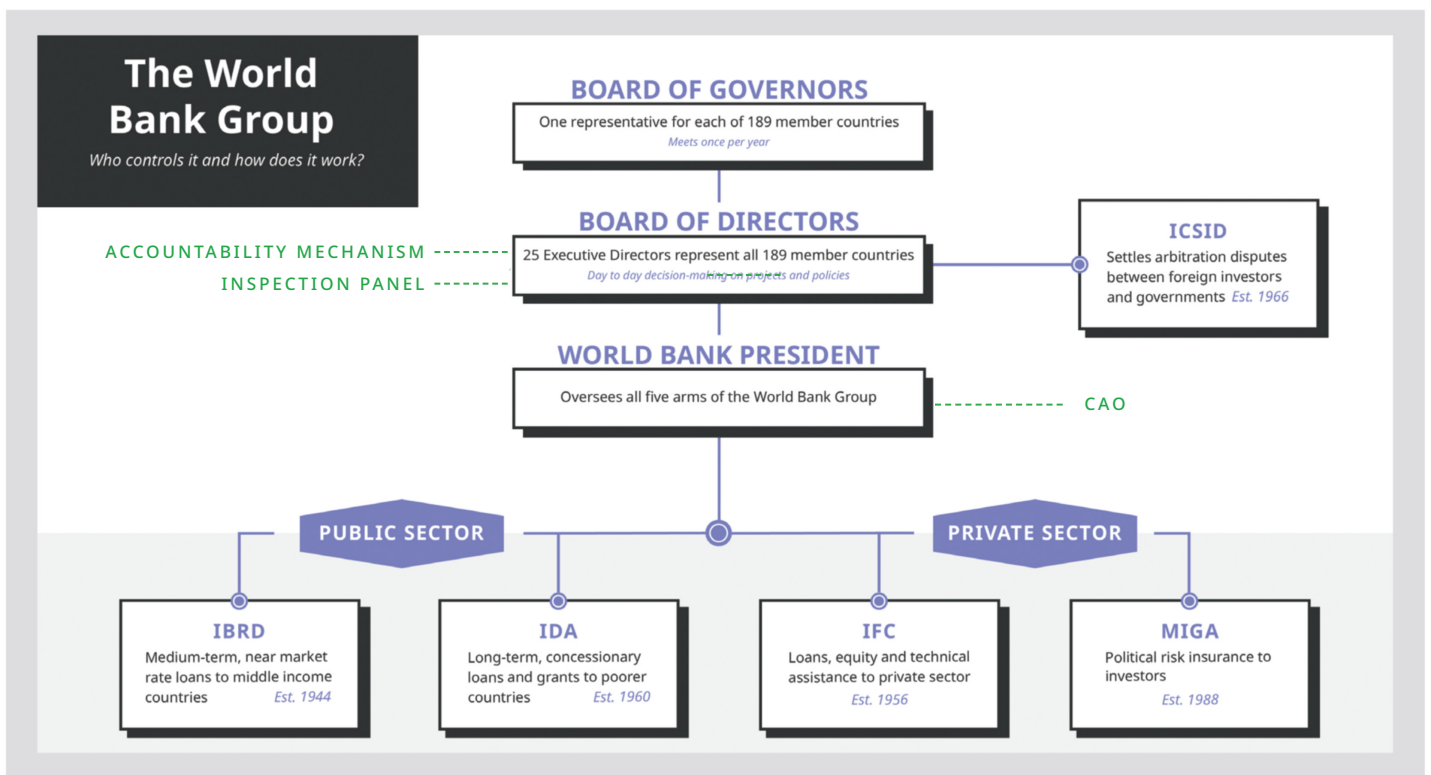 The World
Bank Group
Who controls it and how does it work?
BOARD OF GOVERNORS
One representative for each of 189 member countries
Meets once per year
BOARD OF DIRECTORS
25 Executive Directors represent all 189 member countries
Day to day decision-making on projects and policies
ACCOUNTABILITY MECHANISM
INSPECTION PANEL
ICSID
Settles arbitration disputes
between foreign investors
and governments Est. 1966
WORLD BANK PRESIDENT
Oversees all five arms of the World Bank Group
CAO
PUBLIC SECTOR
PRIVATE SECTOR
IBRD
Medium-term, near market
rate loans to middle income
countries Est. 1944
IDA
Long-term, concessionary
loans and grants to poorer
countries Est. 1960
IFC
Loans, equity and technical
assistance to private sector
Est. 1956
MIGA
Political risk insurance to
investors
Est. 1988